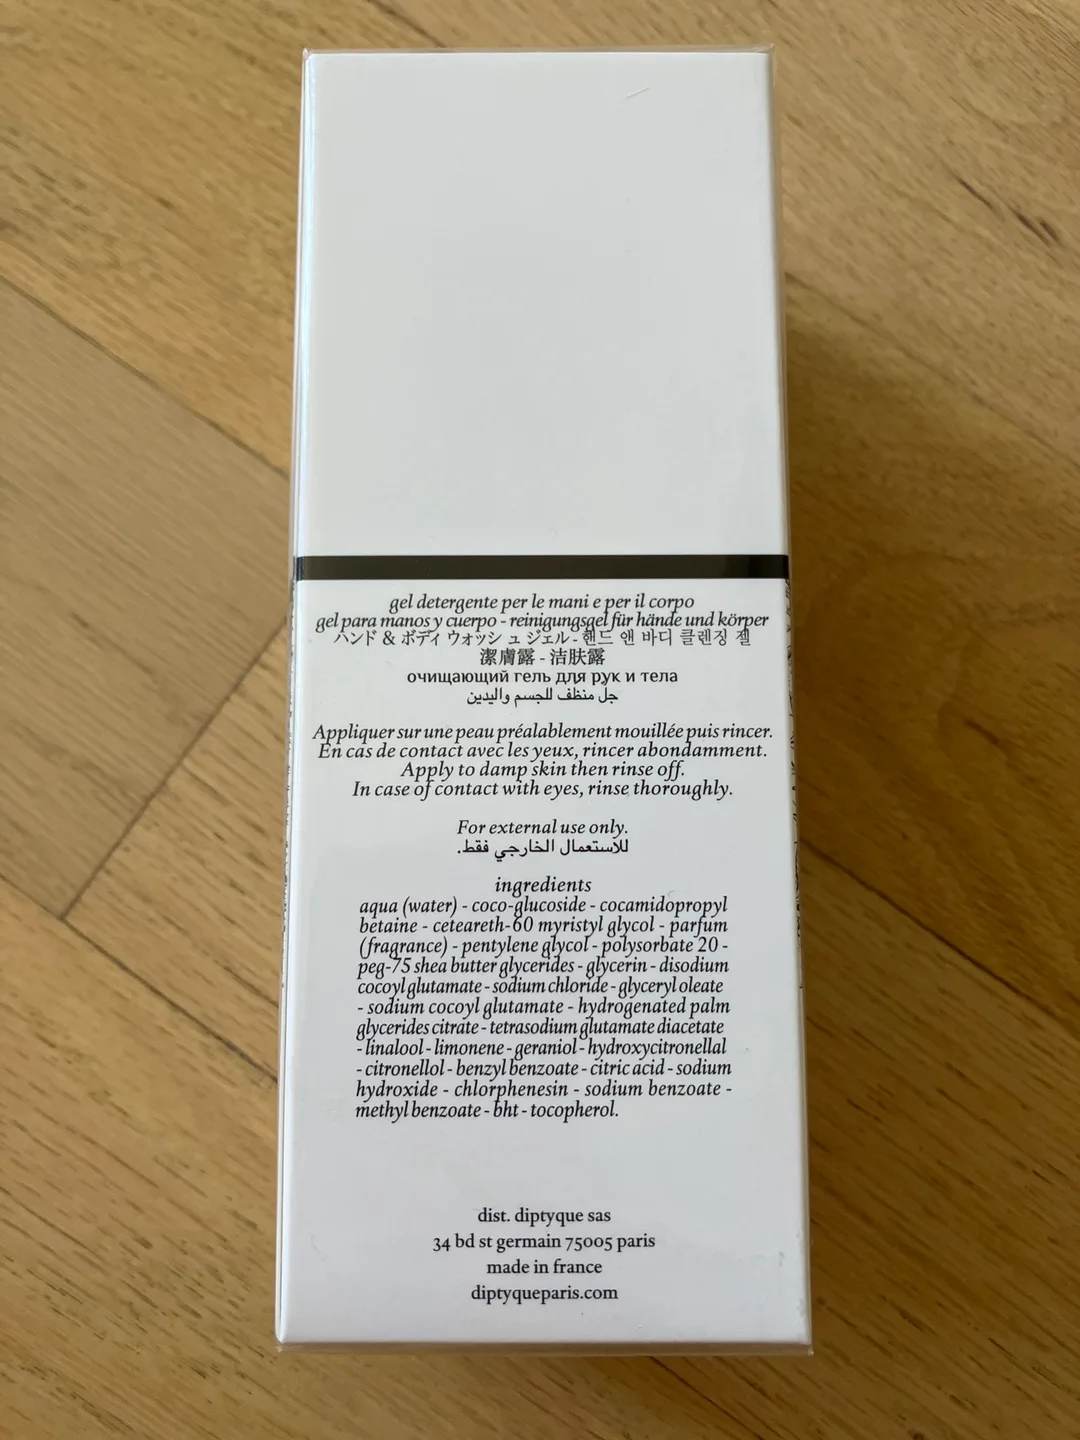 gel detergente per le mani e per il corpo
gel para manos y cuerpo - reinigungsgel für hände und körper
ハンド & ボディ ウォッシュ ジェル - 핸드 앤 바디 클렌징 젤
潔膚露 - 洁肤露
очищающий гель для рук и тела
جل منظف للجسم واليدين
Appliquer sur une peau préalablement mouillée puis rincer.
En cas de contact avec les yeux, rincer abondamment.
Apply to damp skin then rinse off.
In case of contact with eyes, rinse thoroughly.
For external use only.
للاستعمال الخارجي فقط.
ingredients
aqua (water) - coco-glucoside - cocamidopropyl
betaine - ceteareth-60 myristyl glycol - parfum
(fragrance) - pentylene glycol - polysorbate 20 -
peg-75 shea butter glycerides - glycerin - disodium
cocoyl glutamate - sodium chloride - glyceryl oleate
- sodium cocoyl glutamate - hydrogenated palm
glycerides citrate - tetrasodium glutamate diacetate
- linalool - limonene - geraniol - hydroxycitronellal
- citronellol - benzyl benzoate - citric acid - sodium
hydroxide - chlorphenesin - sodium benzoate -
methyl benzoate - bht - tocopherol.
dist. diptyque sas
34 bd st germain 75005 paris
made in france
diptyqueparis.com